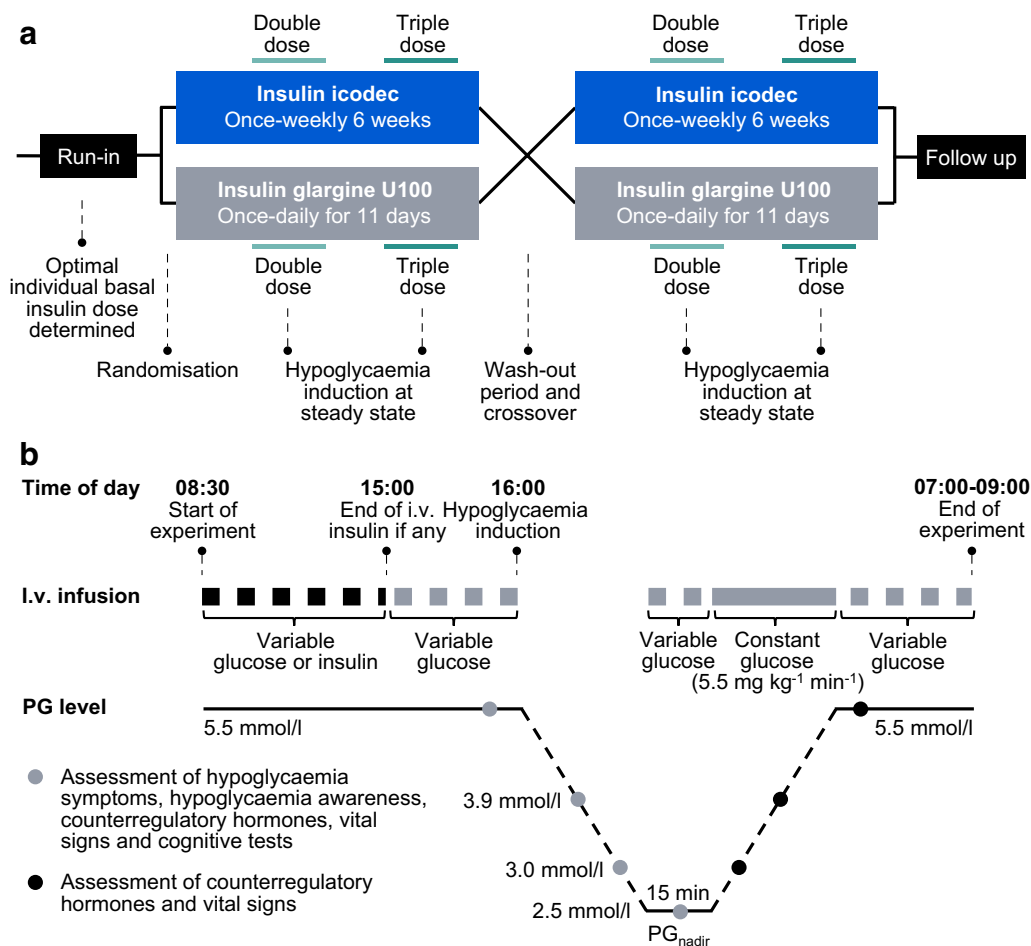 a
Double
dose
Triple
dose
Double
dose
Triple
dose
Run-in
Insulin icodec
Once-weekly 6 weeks
Insulin glargine U100
Once-daily for 11 days
Insulin icodec
Once-weekly 6 weeks
Insulin glargine U100
Once-daily for 11 days
Follow up
Double
dose
Triple
dose
Double
dose
Triple
dose
Optimal
individual basal
insulin dose
determined
Randomisation
Hypoglycaemia
induction at
steady state
Wash-out
period and
crossover
Hypoglycaemia
induction at
steady state
b
Time of day
08:30
Start of
experiment
15:00
End of i.v.
insulin if any
16:00
Hypoglycaemia
induction
07:00-09:00
End of
experiment
I.v. infusion
Variable
glucose or insulin
Variable
glucose
Variable
glucose
Constant
glucose
(5.5 mg kg⁻¹ min⁻¹)
Variable
glucose
PG level
5.5 mmol/l
5.5 mmol/l
Assessment of hypoglycaemia
symptoms, hypoglycaemia awareness,
counterregulatory hormones, vital
signs and cognitive tests
Assessment of counterregulatory
hormones and vital signs
3.9 mmol/l
3.0 mmol/l
2.5 mmol/l
15 min
PGnadir